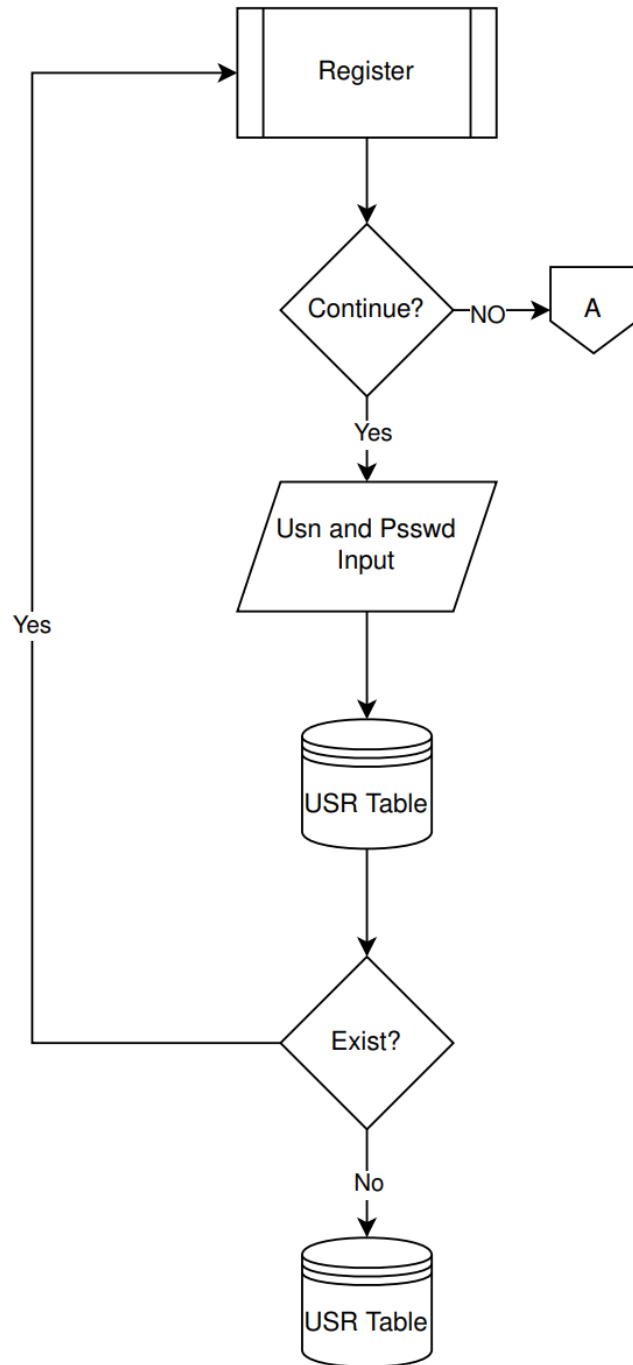 Register
Continue?
NO
A
Yes
Usn and Psswd
Input
Yes
USR Table
Exist?
No
USR Table